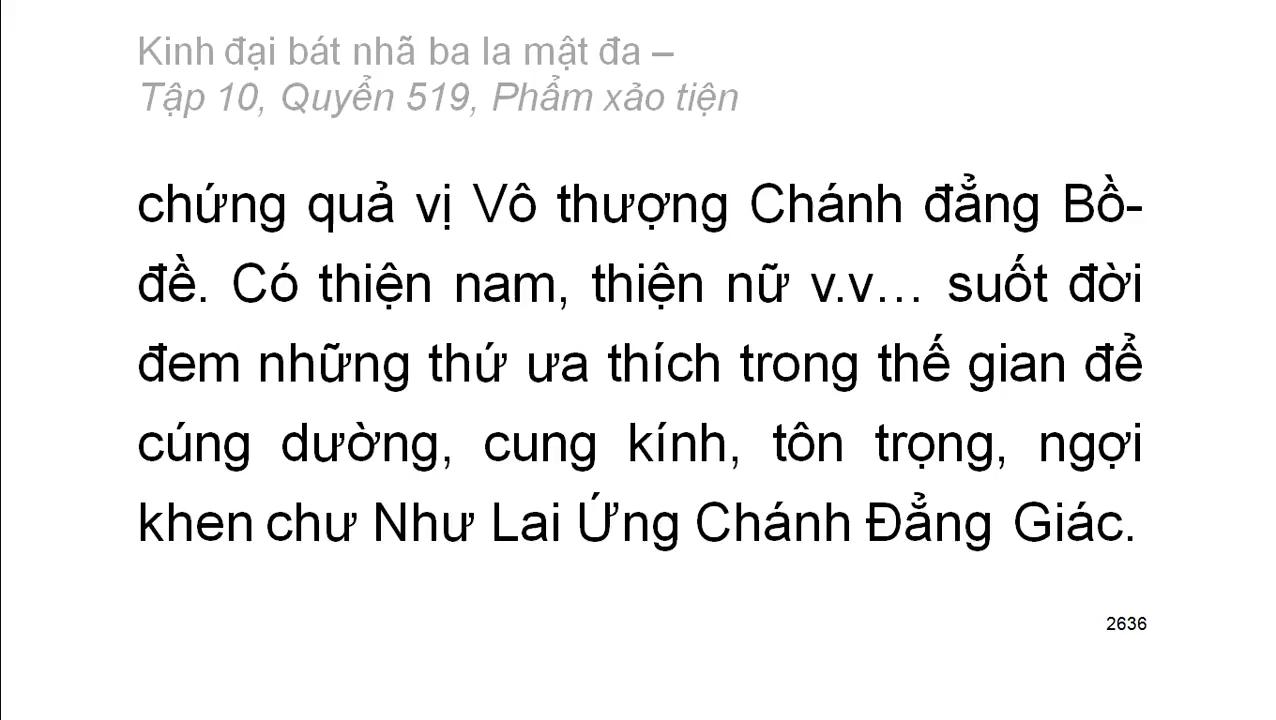 Kinh đại bát nhã ba la mật đa –
Tập 10, Quyển 519, Phẩm xảo tiện
chứng quả vị Vô thượng Chánh đẳng Bồ-
đề. Có thiện nam, thiện nữ v.v… suốt đời
đem những thứ ưa thích trong thế gian để
cúng dường, cung kính, tôn trọng, ngợi
khen chư Như Lai Ứng Chánh Đẳng Giác.
2636